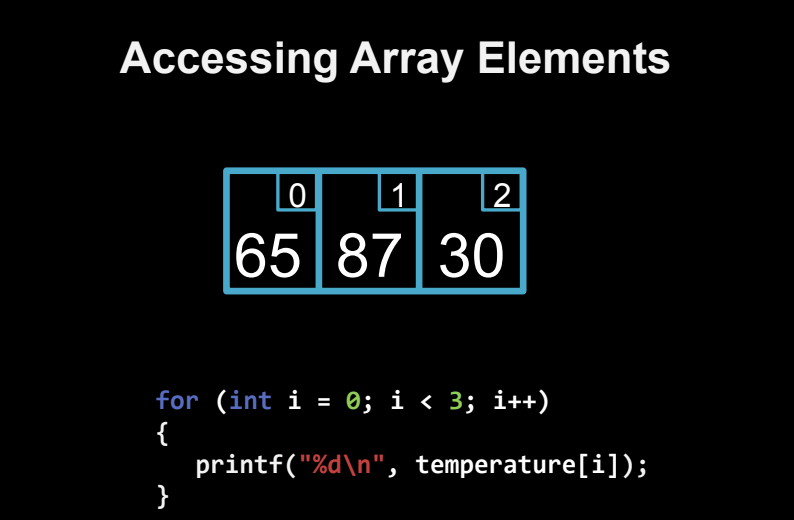 Accessing Array Elements
0 1 2
65 87 30
for (int i = 0; i < 3; i++)
{
printf("%d\n", temperature[i]);
}